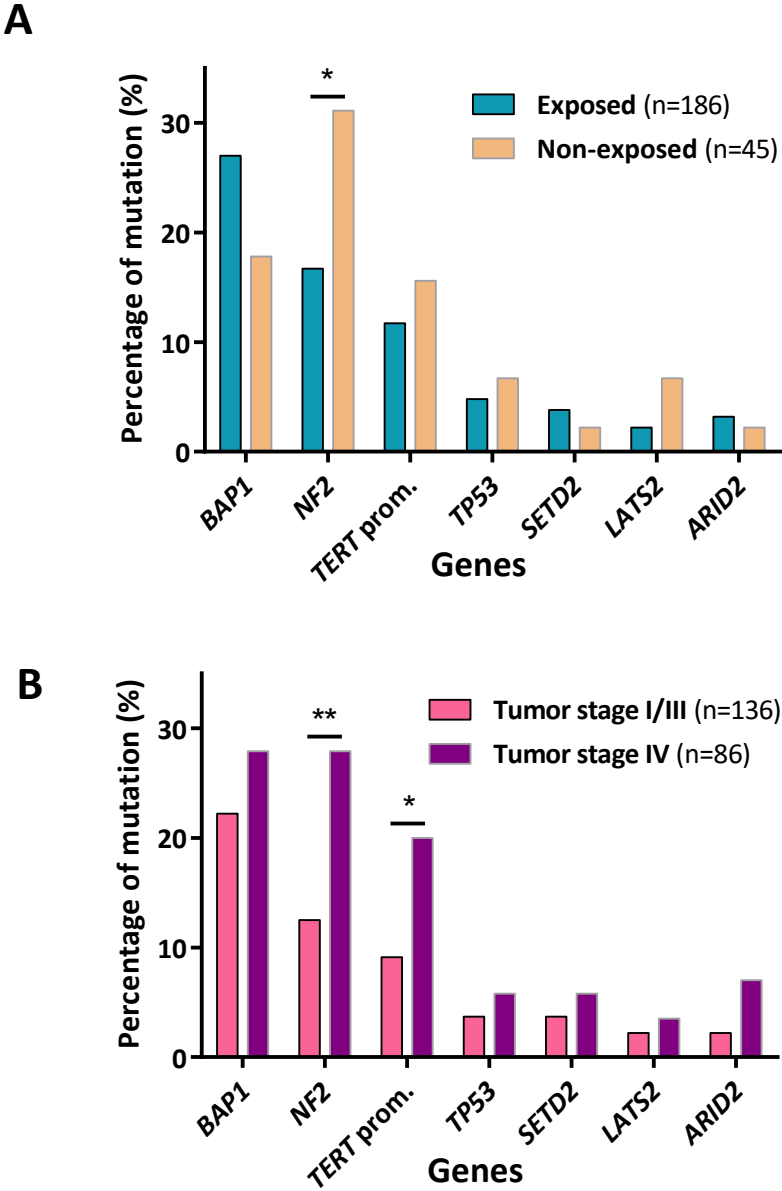 A
Percentage of mutation (%)
30
20
10
0
*
Exposed (n=186)
Non-exposed (n=45)
BAP1
NF2
TERT prom.
TP53
SETD2
LATS2
ARID2
Genes
B
Percentage of mutation (%)
30
20
10
0
**
*
Tumor stage I/III (n=136)
Tumor stage IV (n=86)
BAP1
NF2
TERT prom.
TP53
SETD2
LATS2
ARID2
Genes